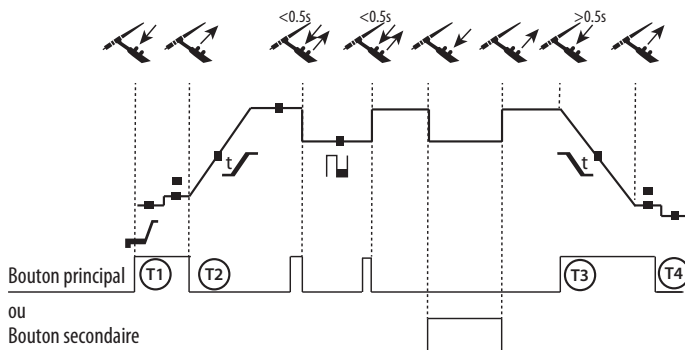 <0.5s <0.5s >0.5s
t t
Bouton principal T1 T2 T3 T4
ou
Bouton secondaire